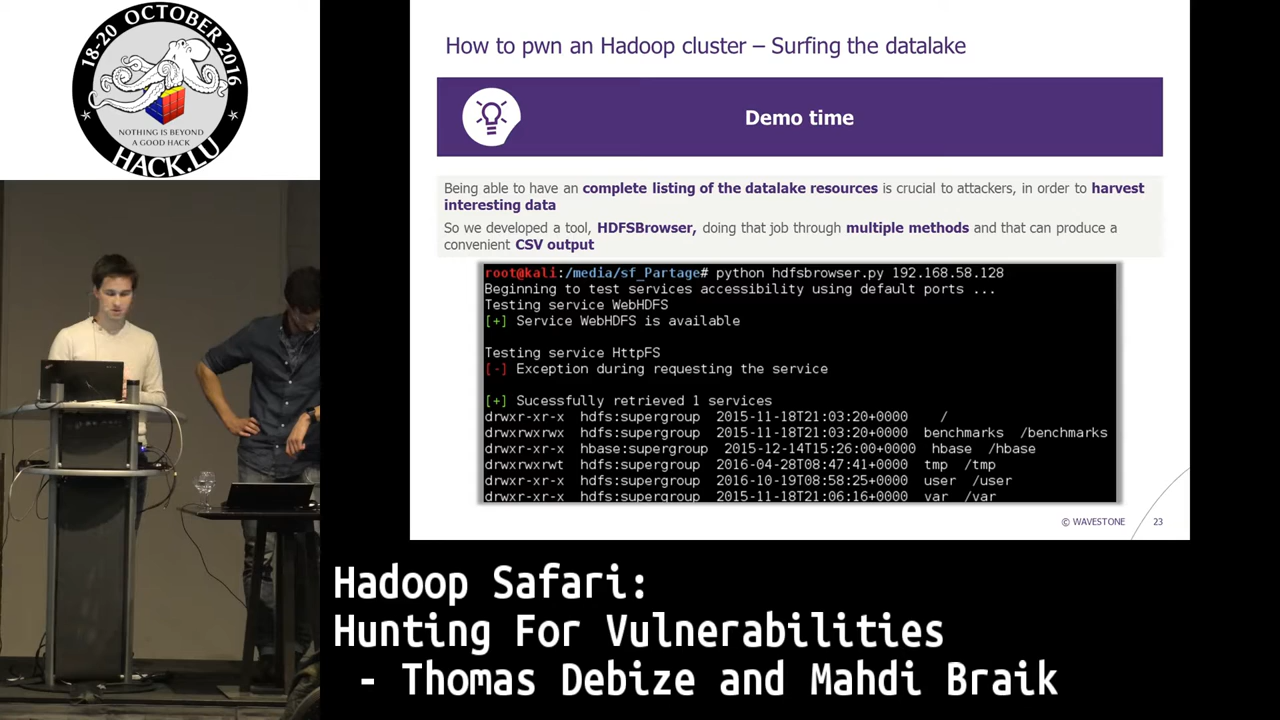 18-20 OCTOBER 2016
NOTHING IS BEYOND
A GOOD HACK
HACK.LU
How to pwn an Hadoop cluster – Surfing the datalake
Demo time
Being able to have an complete listing of the datalake resources is crucial to attackers, in order to harvest
interesting data
So we developed a tool, HDFSBrowser, doing that job through multiple methods and that can produce a
convenient CSV output
root@kali:/media/sf_Partage# python hdfsbrowser.py 192.168.58.128
Beginning to test services accessibility using default ports ...
Testing service WebHDFS
[+] Service WebHDFS is available
Testing service HttpFS
[-] Exception during requesting the service
[+] Sucessfully retrieved 1 services
drwxr-xr-x hdfs:supergroup 2015-11-18T21:03:20+0000 /
drwxrwxrwx hdfs:supergroup 2015-11-18T21:03:20+0000 benchmarks /benchmarks
drwxr-xr-x hbase:supergroup 2015-12-14T15:26:00+0000 hbase /hbase
drwxrwxrwt hdfs:supergroup 2016-04-28T08:47:41+0000 tmp /tmp
drwxr-xr-x hdfs:supergroup 2016-10-19T08:58:25+0000 user /user
drwxr-xr-x hdfs:supergroup 2015-11-18T21:06:16+0000 var /var
© WAVESTONE 23
Hadoop Safari:
Hunting For Vulnerabilities
- Thomas Debize and Mahdi Braik